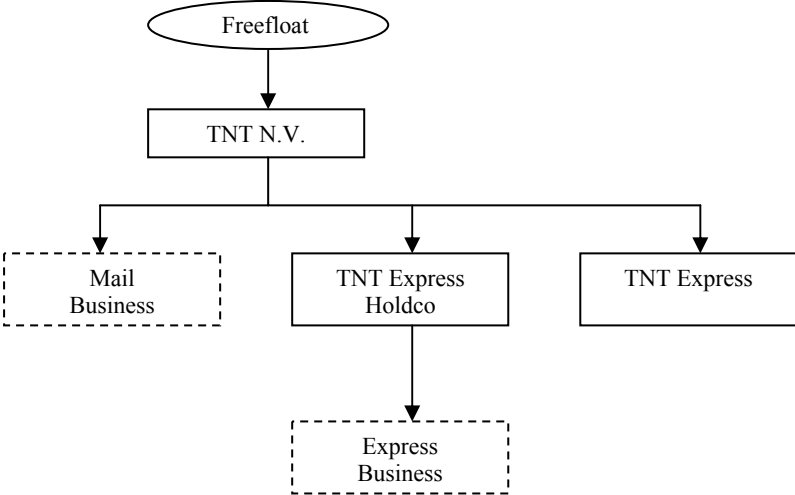 Freefloat
TNT N.V.
Mail
Business
TNT Express
Holdco
TNT Express
Express
Business